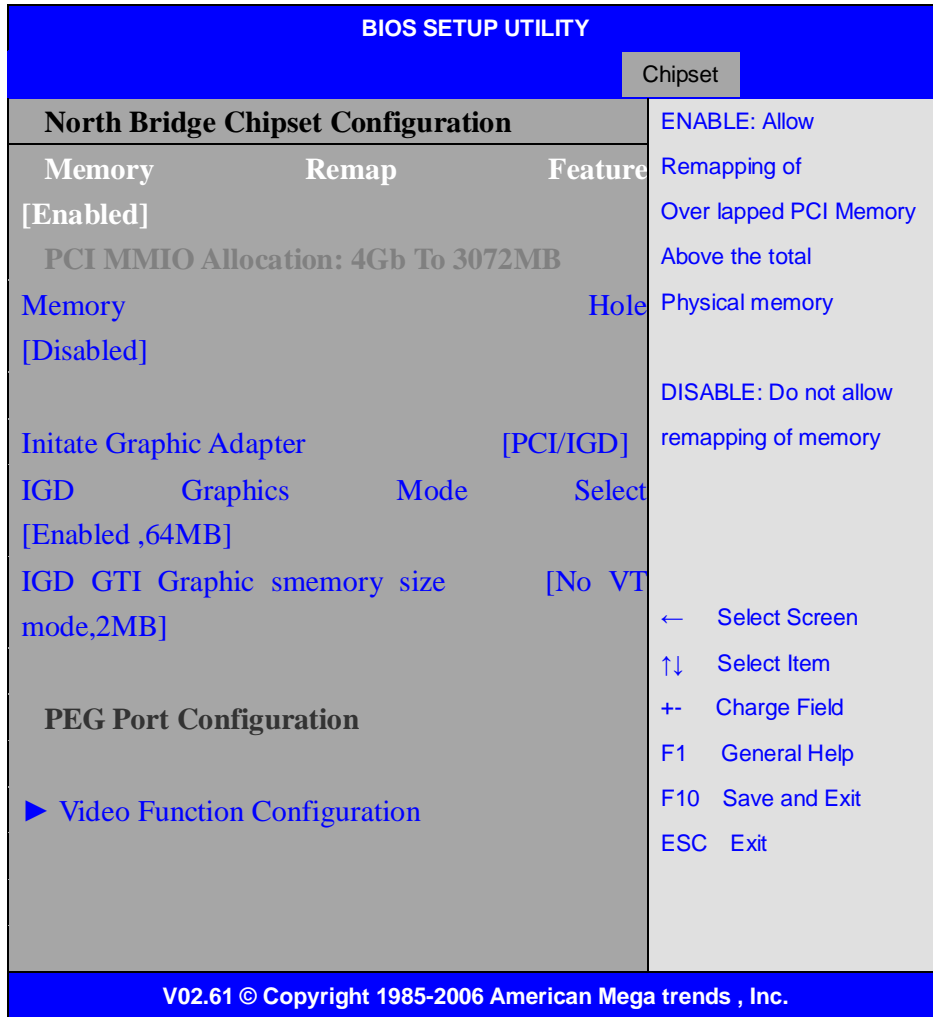 BIOS SETUP UTILITY
Chipset
North Bridge Chipset Configuration
Memory Remap Feature
[Enabled]
PCI MMIO Allocation: 4Gb To 3072MB
Memory Hole
[Disabled]
Initate Graphic Adapter [PCI/IGD]
IGD Graphics Mode Select
[Enabled ,64MB]
IGD GTI Graphic smemory size [No VT
mode,2MB]
PEG Port Configuration
► Video Function Configuration
ENABLE: Allow
Remapping of
Over lapped PCI Memory
Above the total
Physical memory
DISABLE: Do not allow
remapping of memory
← Select Screen
↑↓ Select Item
+- Charge Field
F1 General Help
F10 Save and Exit
ESC Exit
V02.61 © Copyright 1985-2006 American Mega trends , Inc.